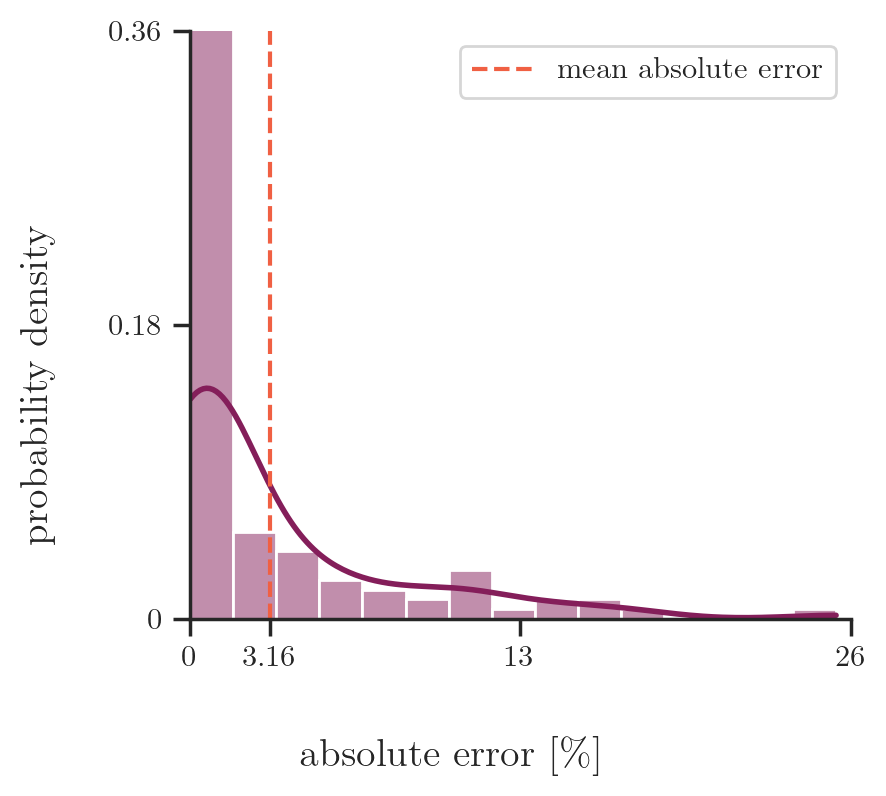 0.36
mean absolute error
0.18
probability density
0
0
3.16
13
26
absolute error [%]